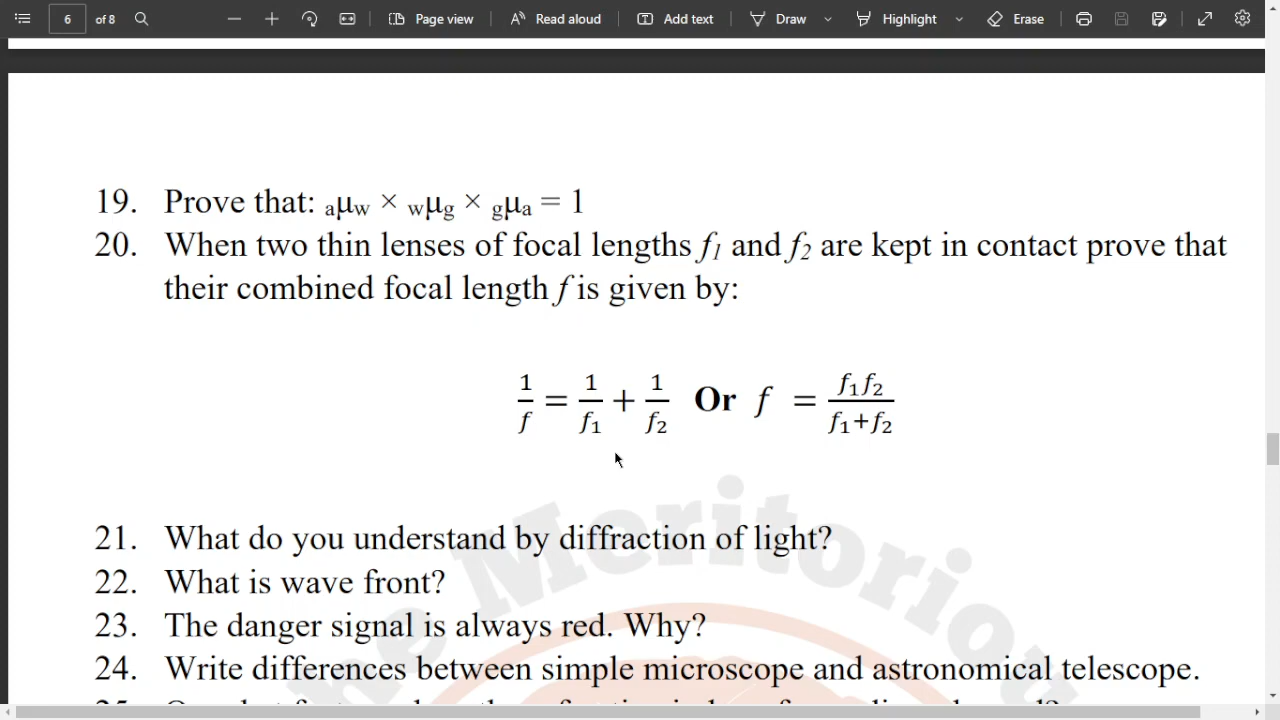 6 of 8 Page view Read aloud Add text Draw Highlight Erase
19. Prove that: ₐμ_w × _wμ_g × _gμₐ = 1
20. When two thin lenses of focal lengths f₁ and f₂ are kept in contact prove that
their combined focal length f is given by:
1/f = 1/f₁ + 1/f₂ Or f = f₁f₂/(f₁+f₂)
21. What do you understand by diffraction of light?
22. What is wave front?
23. The danger signal is always red. Why?
24. Write differences between simple microscope and astronomical telescope.